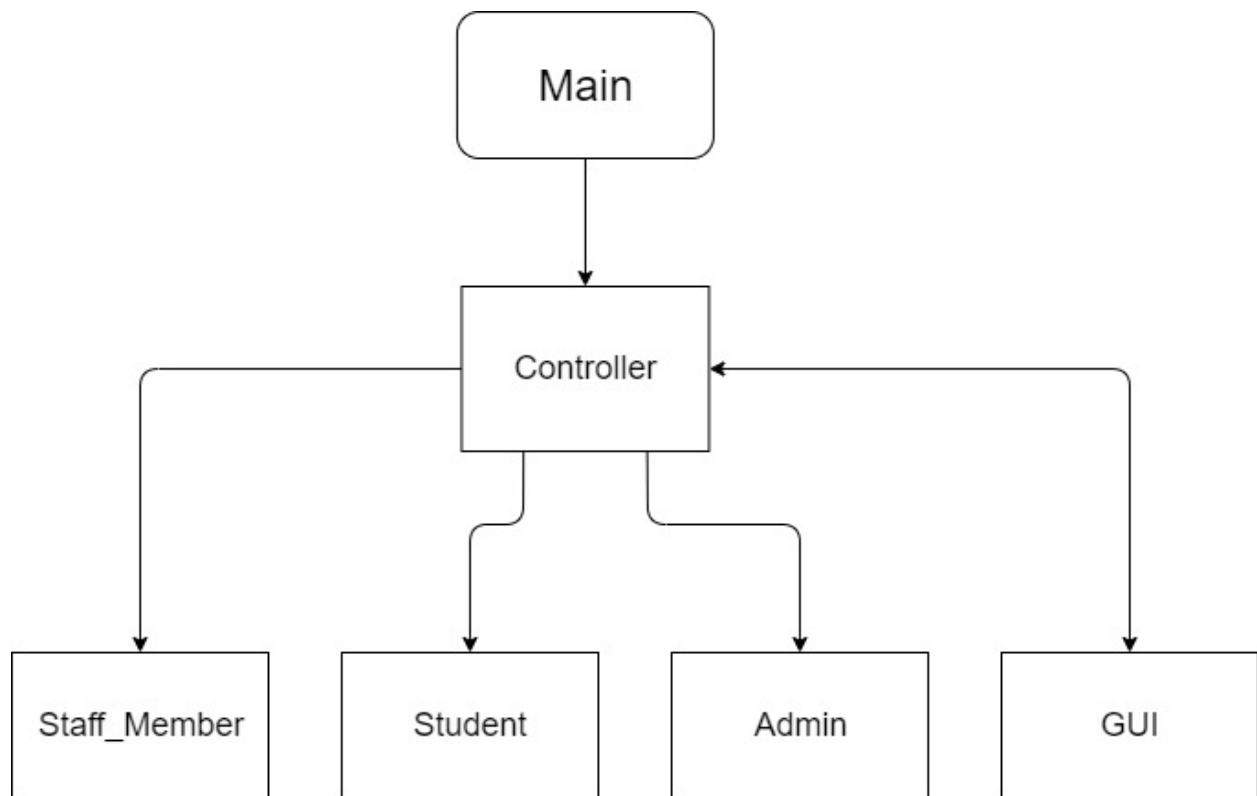 Main
Controller
Staff_Member
Student
Admin
GUI